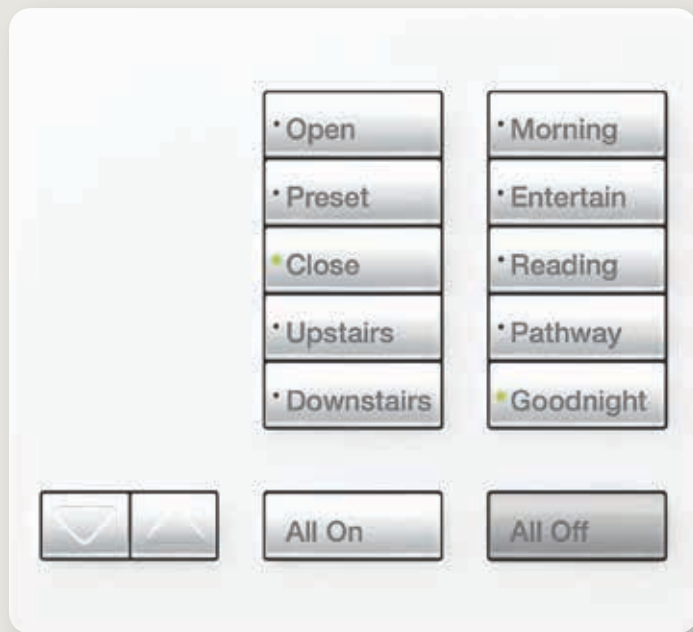 Open
Preset
Close
Upstairs
Downstairs
Morning
Entertain
Reading
Pathway
Goodnight
All On
All Off